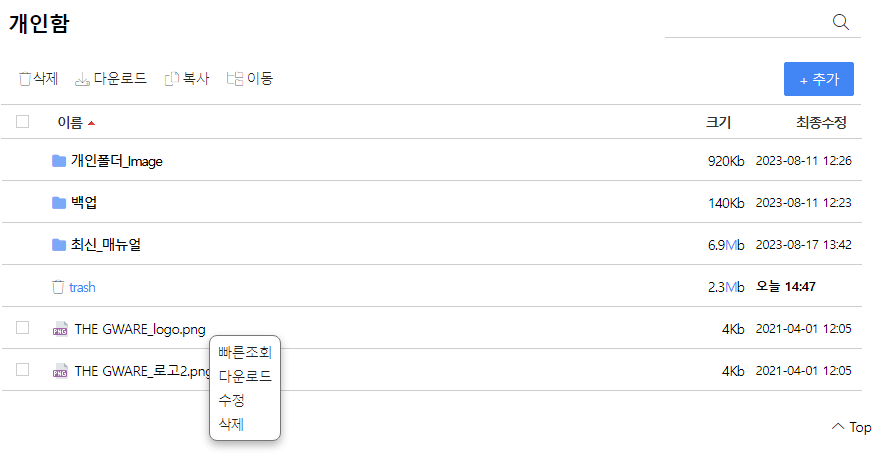 개인함
삭제 다운로드 복사 이동 + 추가
이름 크기 최종수정
개인폴더_Image 920Kb 2023-08-11 12:26
백업 140Kb 2023-08-11 12:23
최신_매뉴얼 6.9Mb 2023-08-17 13:42
trash 2.3Mb 오늘 14:47
PNG THE GWARE_logo.png 4Kb 2021-04-01 12:05
PNG THE GWARE_로고2.png 4Kb 2021-04-01 12:05
빠른조회
다운로드
수정
삭제
Top